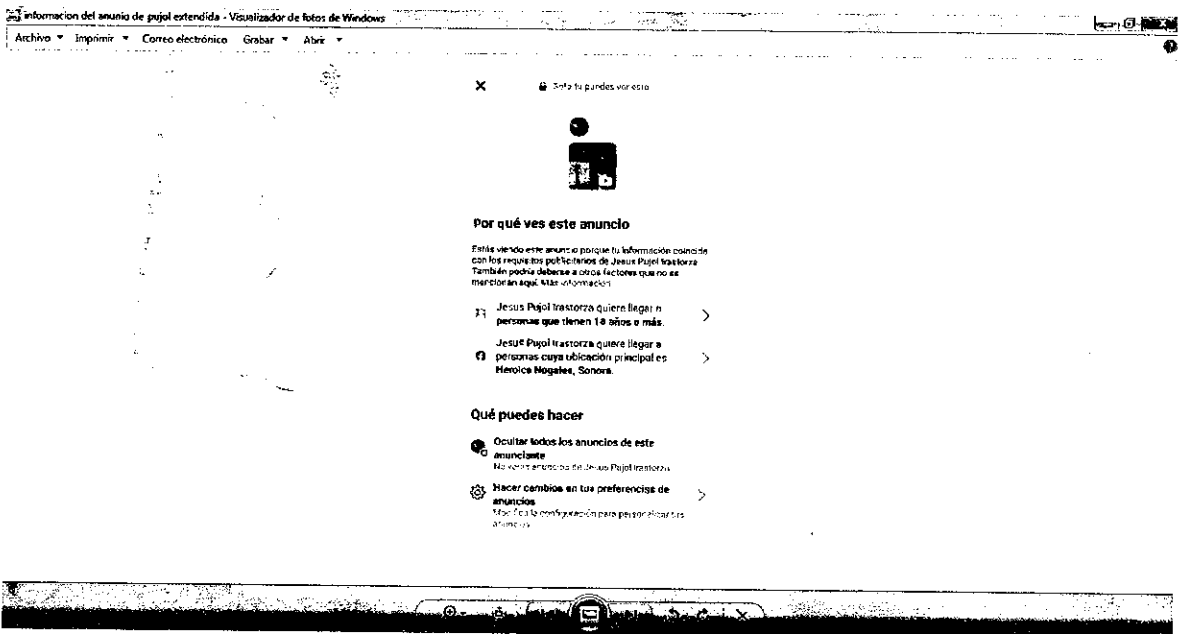 informacion del anunio de pujol extendida - Visualizador de fotos de Windows
Archivo Imprimir Correo electrónico Grabar Abrir
Solo tu puedes ver esto
Por qué ves este anuncio
Estás viendo este anuncio porque tu información coincide
con los requisitos publicitarios de Jesus Pujol Irastorza
También podría deberse a otros factores que no se
mencionan aquí. Más información
Jesus Pujol Irastorza quiere llegar a
personas que tienen 18 años o más.
Jesus Pujol Irastorza quiere llegar a
personas cuya ubicación principal es
Heroica Nogales, Sonora.
Qué puedes hacer
Ocultar todos los anuncios de este
anunciante
No verás anuncios de Jesus Pujol Irastorza
Hacer cambios en tus preferencias de
anuncios
Modifica la configuración para personalizar tus
anuncios